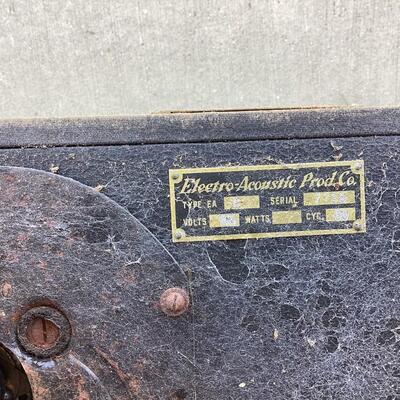 Electro-Acoustic Prod. Co.
TYPE EA SERIAL
VOLTS WATTS CYC.